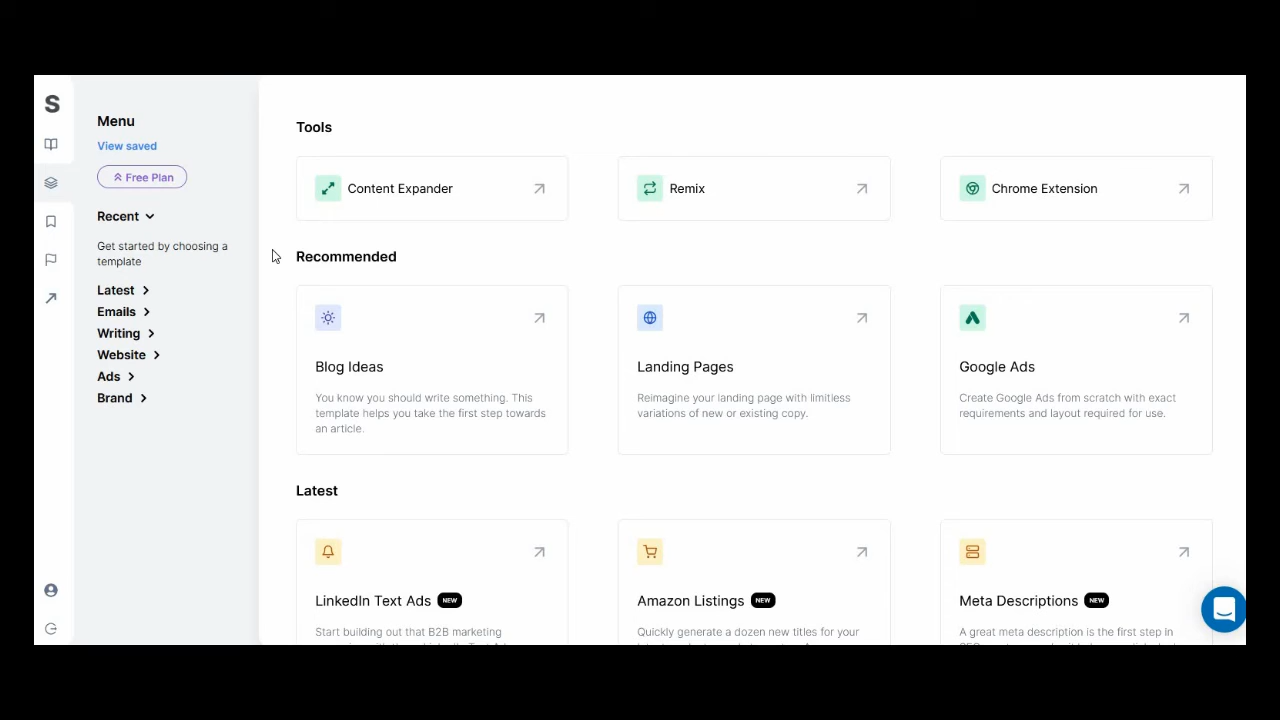 S
Menu
View saved
Free Plan
Recent
Get started by choosing a
template
Latest
Emails
Writing
Website
Ads
Brand
Tools
Content Expander
Remix
Chrome Extension
Recommended
Blog Ideas
You know you should write something. This
template helps you take the first step towards
an article.
Landing Pages
Reimagine your landing page with limitless
variations of new or existing copy.
Google Ads
Create Google Ads from scratch with exact
requirements and layout required for use.
Latest
LinkedIn Text Ads NEW
Start building out that B2B marketing
Amazon Listings NEW
Quickly generate a dozen new titles for your
Meta Descriptions NEW
A great meta description is the first step in